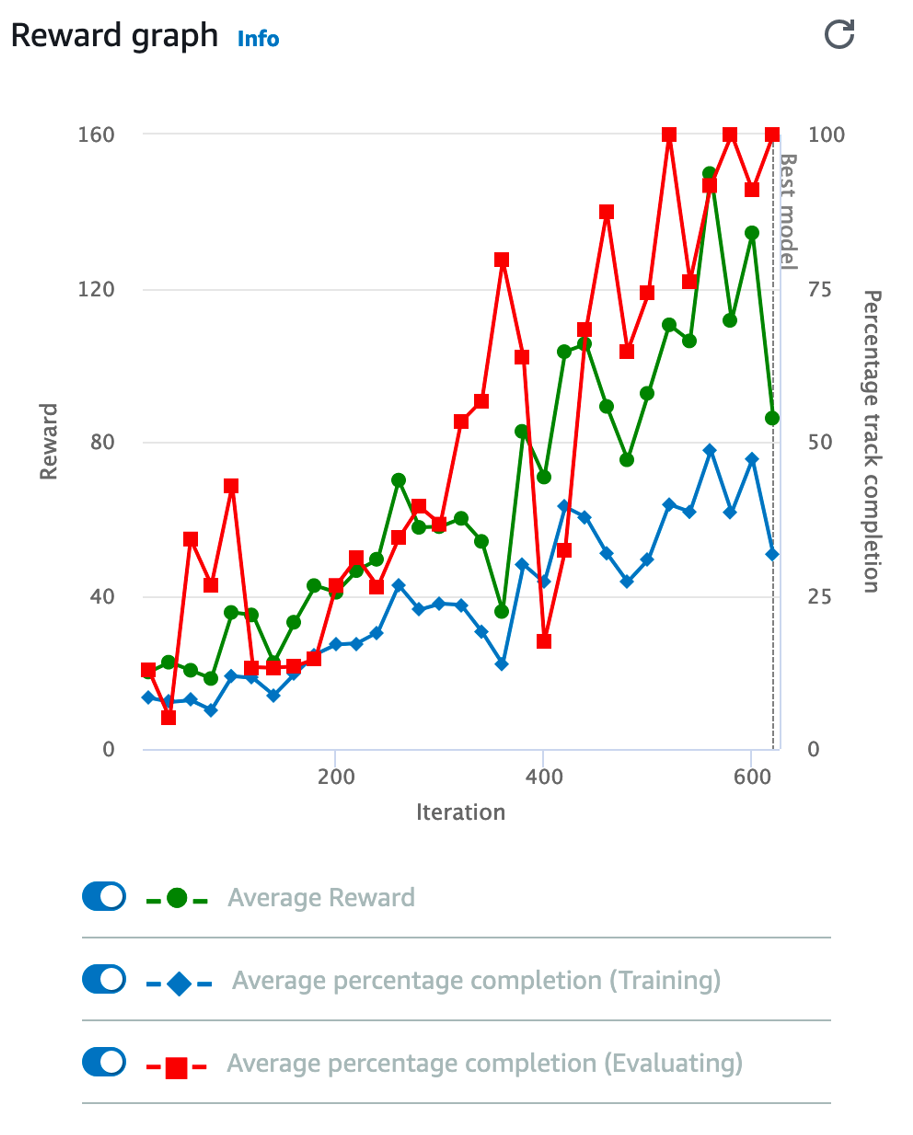 Reward graph Info
160
120
80
40
0
100
75
50
25
0
Reward
Percentage track completion
Best model
200 400 600
Iteration
Average Reward
Average percentage completion (Training)
Average percentage completion (Evaluating)